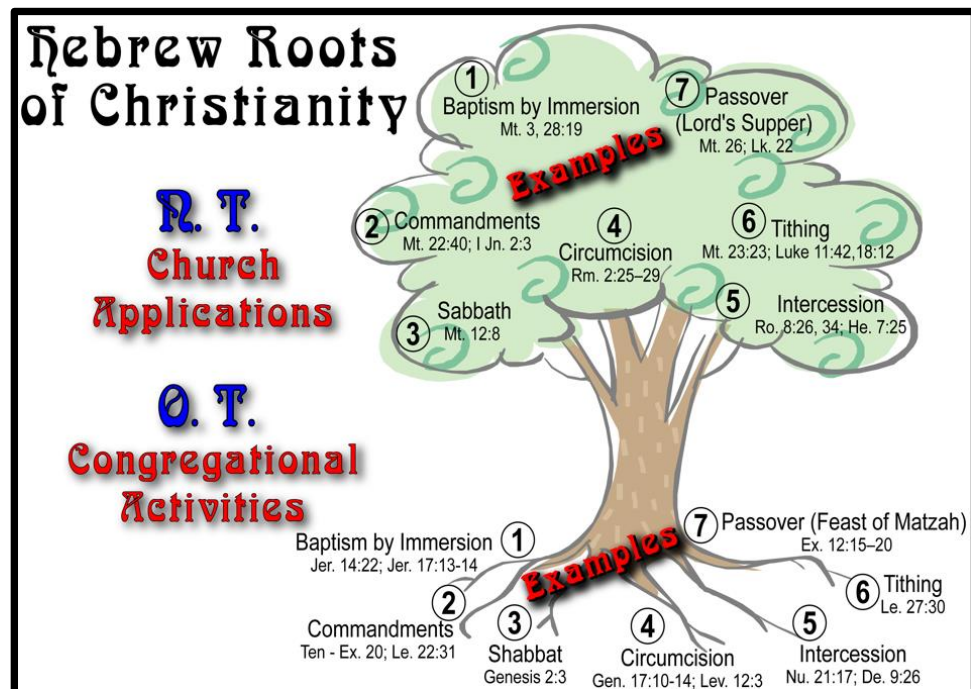 Hebrew Roots
of Christianity
N. T.
Church
Applications
O. T.
Congregational
Activities
Examples
1
Baptism by Immersion
Mt. 3, 28:19
2
Commandments
Mt. 22:40; I Jn. 2:3
3
Sabbath
Mt. 12:8
4
Circumcision
Rm. 2:25–29
5
Intercession
Ro. 8:26, 34; He. 7:25
6
Tithing
Mt. 23:23; Luke 11:42,18:12
7
Passover
(Lord's Supper)
Mt. 26; Lk. 22
Examples
1
Baptism by Immersion
Jer. 14:22; Jer. 17:13-14
2
Commandments
Ten - Ex. 20; Le. 22:31
3
Shabbat
Genesis 2:3
4
Circumcision
Gen. 17:10-14; Lev. 12:3
5
Intercession
Nu. 21:17; De. 9:26
6
Tithing
Le. 27:30
7
Passover (Feast of Matzah)
Ex. 12:15–20